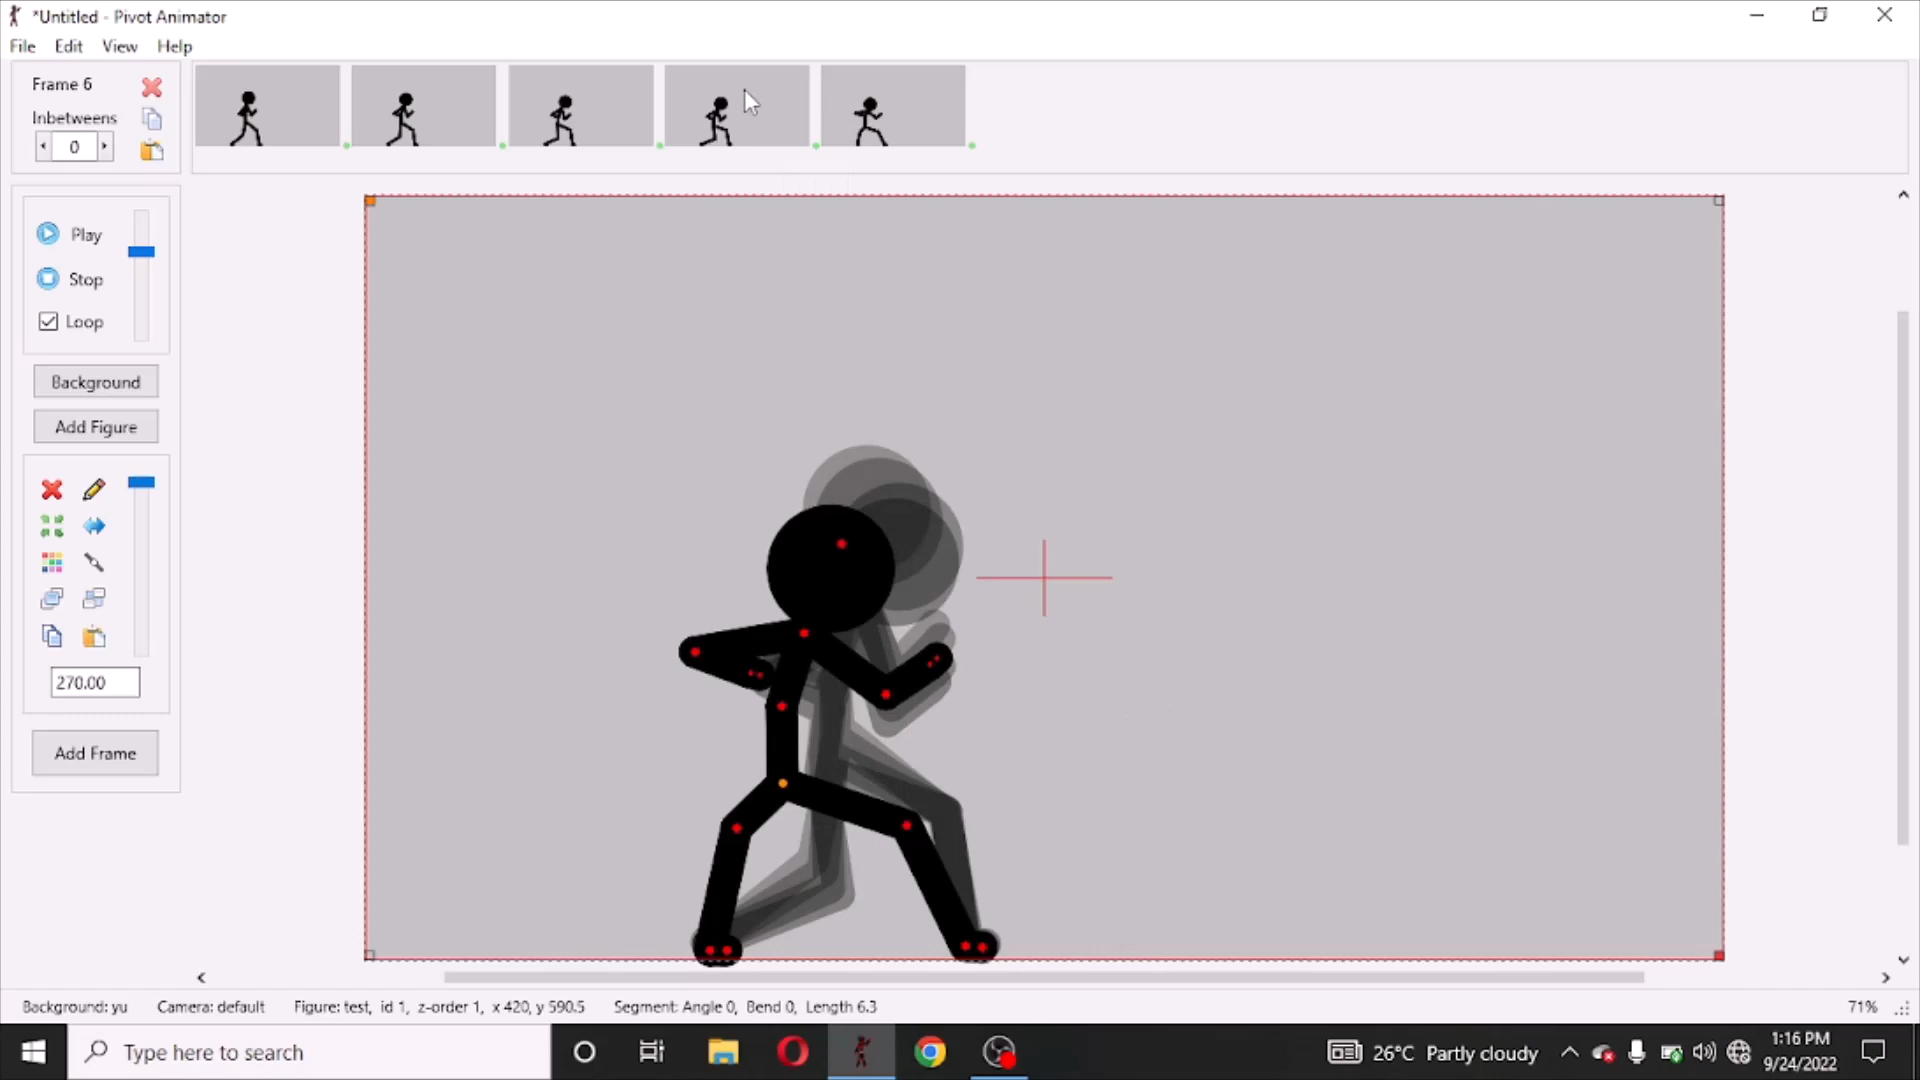 *Untitled - Pivot Animator
File Edit View Help
Frame 6
Inbetweens
0
Play
Stop
Loop
Background
Add Figure
270.00
Add Frame
Background: yu Camera: default Figure: test, id 1, z-order 1, x 420, y 590.5 Segment: Angle 0, Bend 0, Length 6.3 71%
Type here to search 26°C Partly cloudy 1:16 PM
9/24/2022